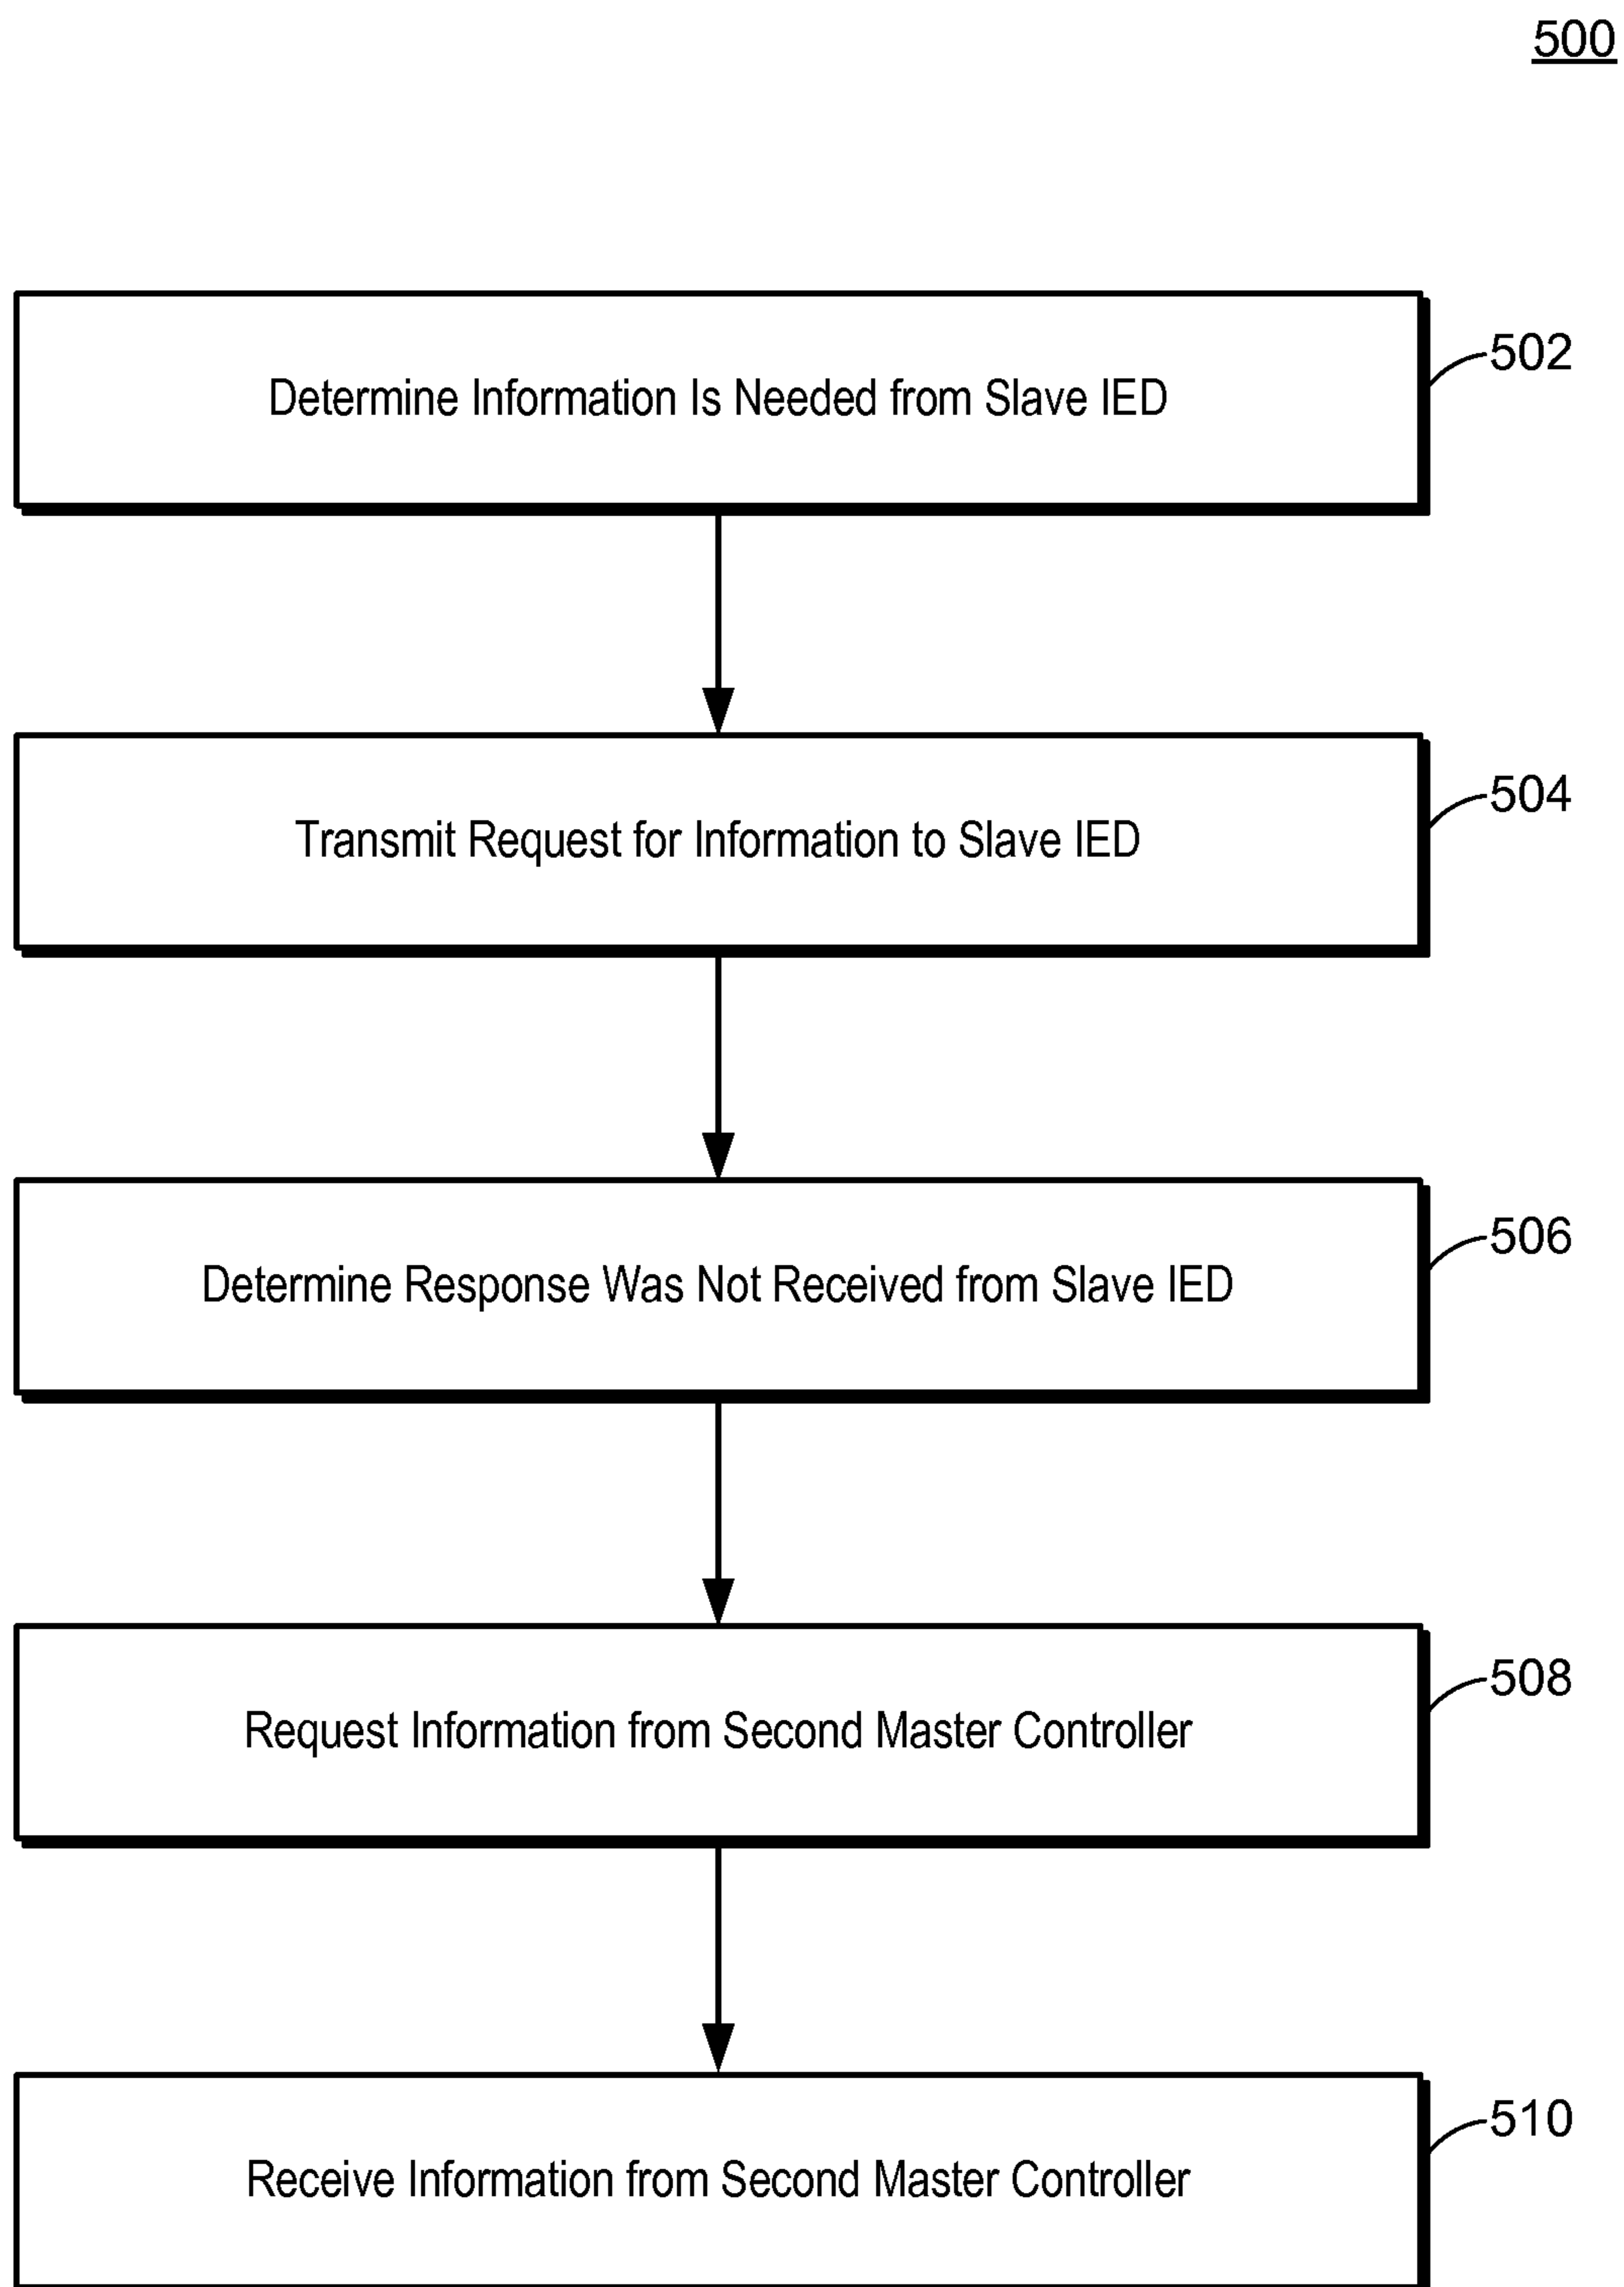 500
Determine Information Is Needed from Slave IED
502
Transmit Request for Information to Slave IED
504
Determine Response Was Not Received from Slave IED
506
Request Information from Second Master Controller
508
Receive Information from Second Master Controller
510